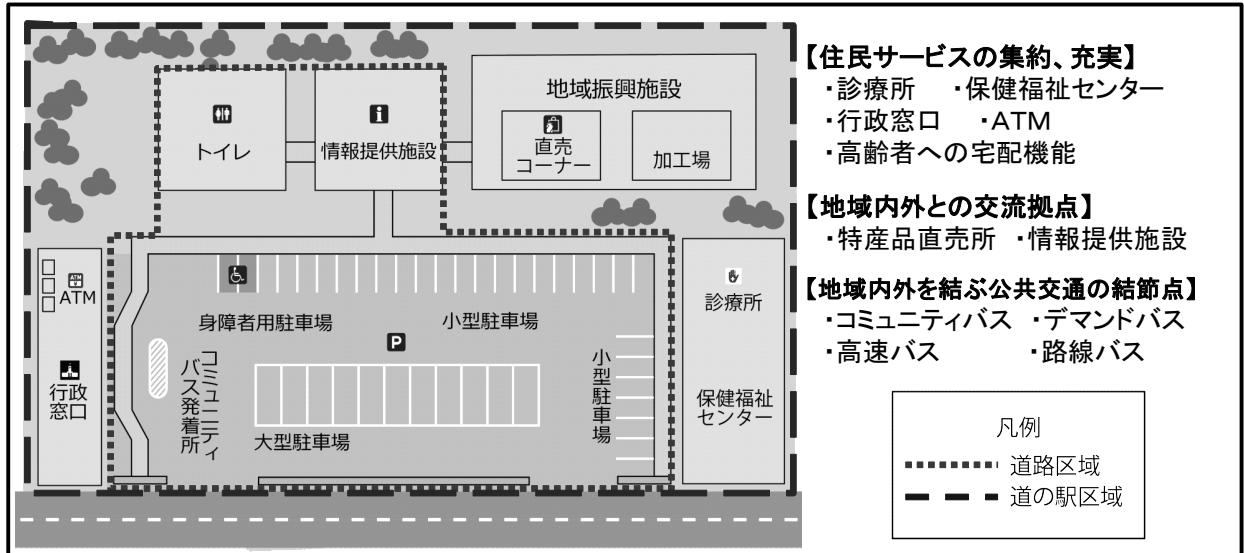 トイレ
情報提供施設
地域振興施設
直売
コーナー
加工場
ATM
ATM
行政
窓口
身障者用駐車場
小型駐車場
P
コミュニティ
バス発着所
大型駐車場
小型駐車場
診療所
保健福祉
センター
【住民サービスの集約、充実】
・診療所 ・保健福祉センター
・行政窓口 ・ATM
・高齢者への宅配機能
【地域内外との交流拠点】
・特産品直売所 ・情報提供施設
【地域内外を結ぶ公共交通の結節点】
・コミュニティバス ・デマンドバス
・高速バス ・路線バス
凡例
道路区域
道の駅区域